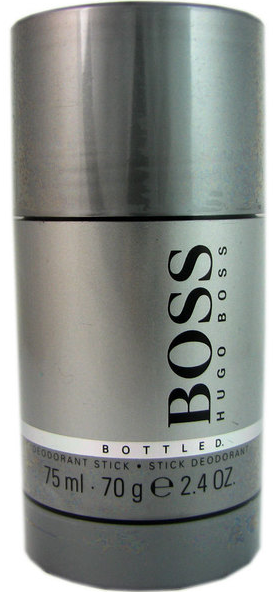 BOSS
HUGO BOSS
BOTTLED.
DEODORANT STICK • STICK DEODORANT
75 ml · 70 g ℮ 2.4 OZ.